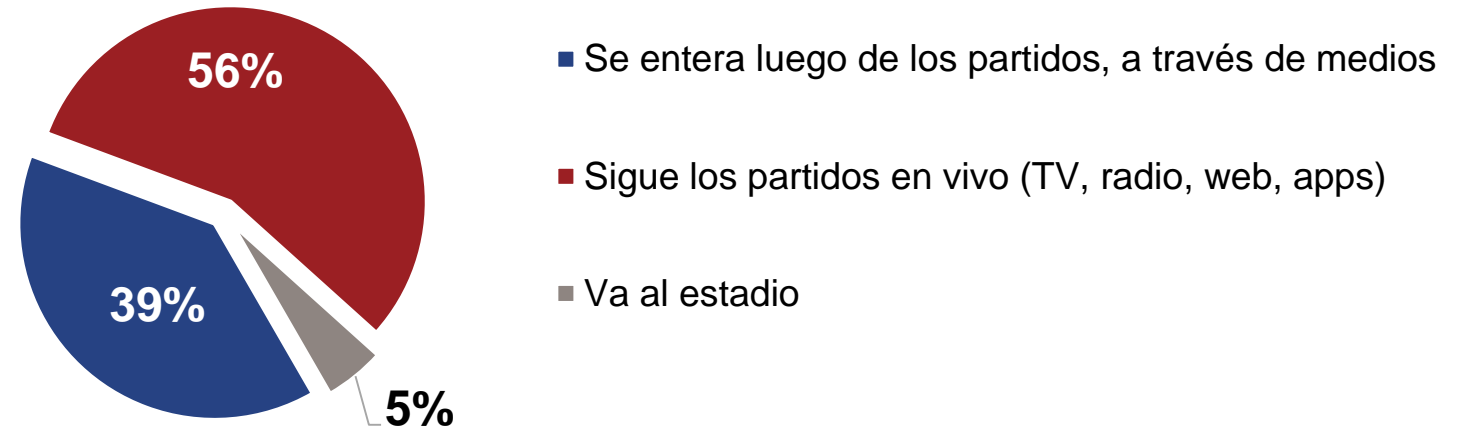 56%
39%
5%
Se entera luego de los partidos, a través de medios
Sigue los partidos en vivo (TV, radio, web, apps)
Va al estadio